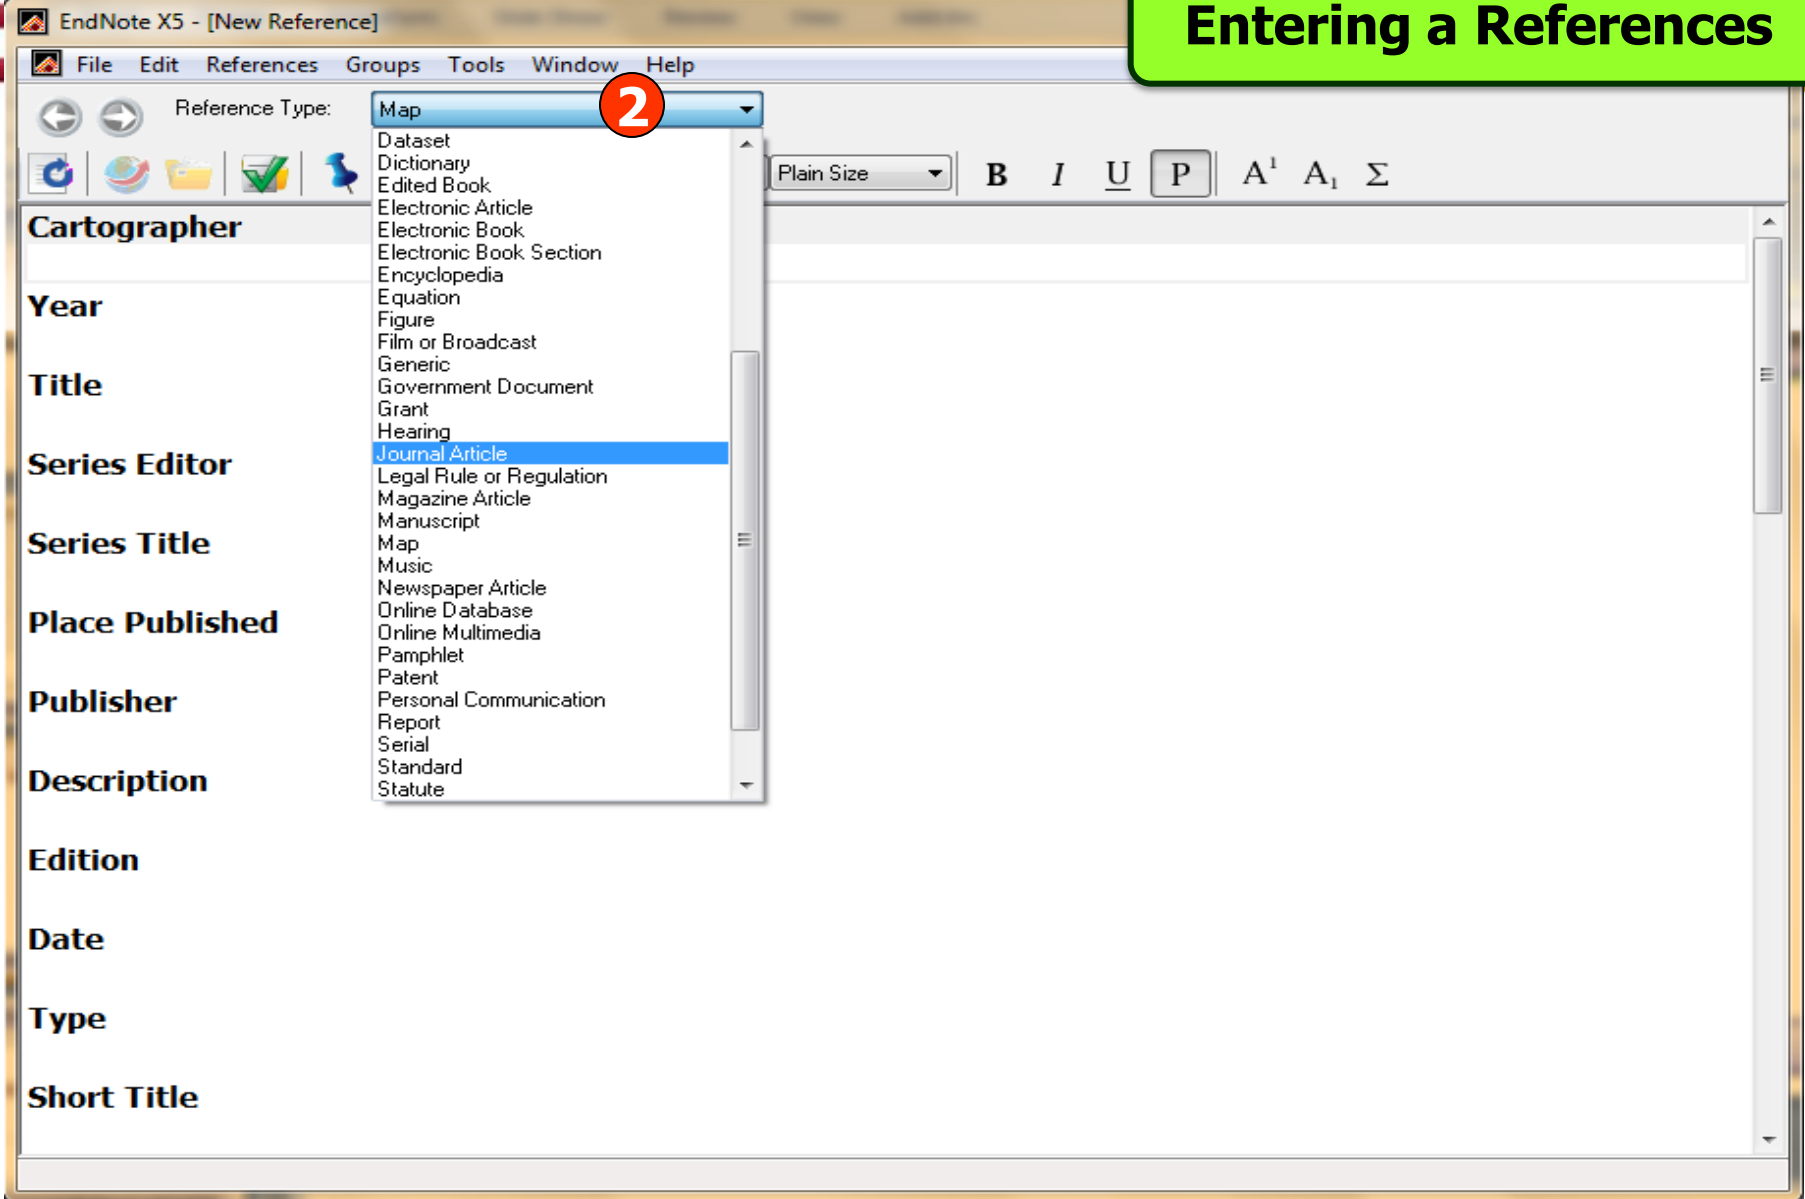 EndNote X5 - [New Reference]
Entering a References
File Edit References Groups Tools Window Help
Reference Type: Map 2
Plain Size B I U P A¹ A₁ Σ
Dataset
Dictionary
Edited Book
Electronic Article
Electronic Book
Electronic Book Section
Encyclopedia
Equation
Figure
Film or Broadcast
Generic
Government Document
Grant
Hearing
Journal Article
Legal Rule or Regulation
Magazine Article
Manuscript
Map
Music
Newspaper Article
Online Database
Online Multimedia
Pamphlet
Patent
Personal Communication
Report
Serial
Standard
Statute
Cartographer
Year
Title
Series Editor
Series Title
Place Published
Publisher
Description
Edition
Date
Type
Short Title